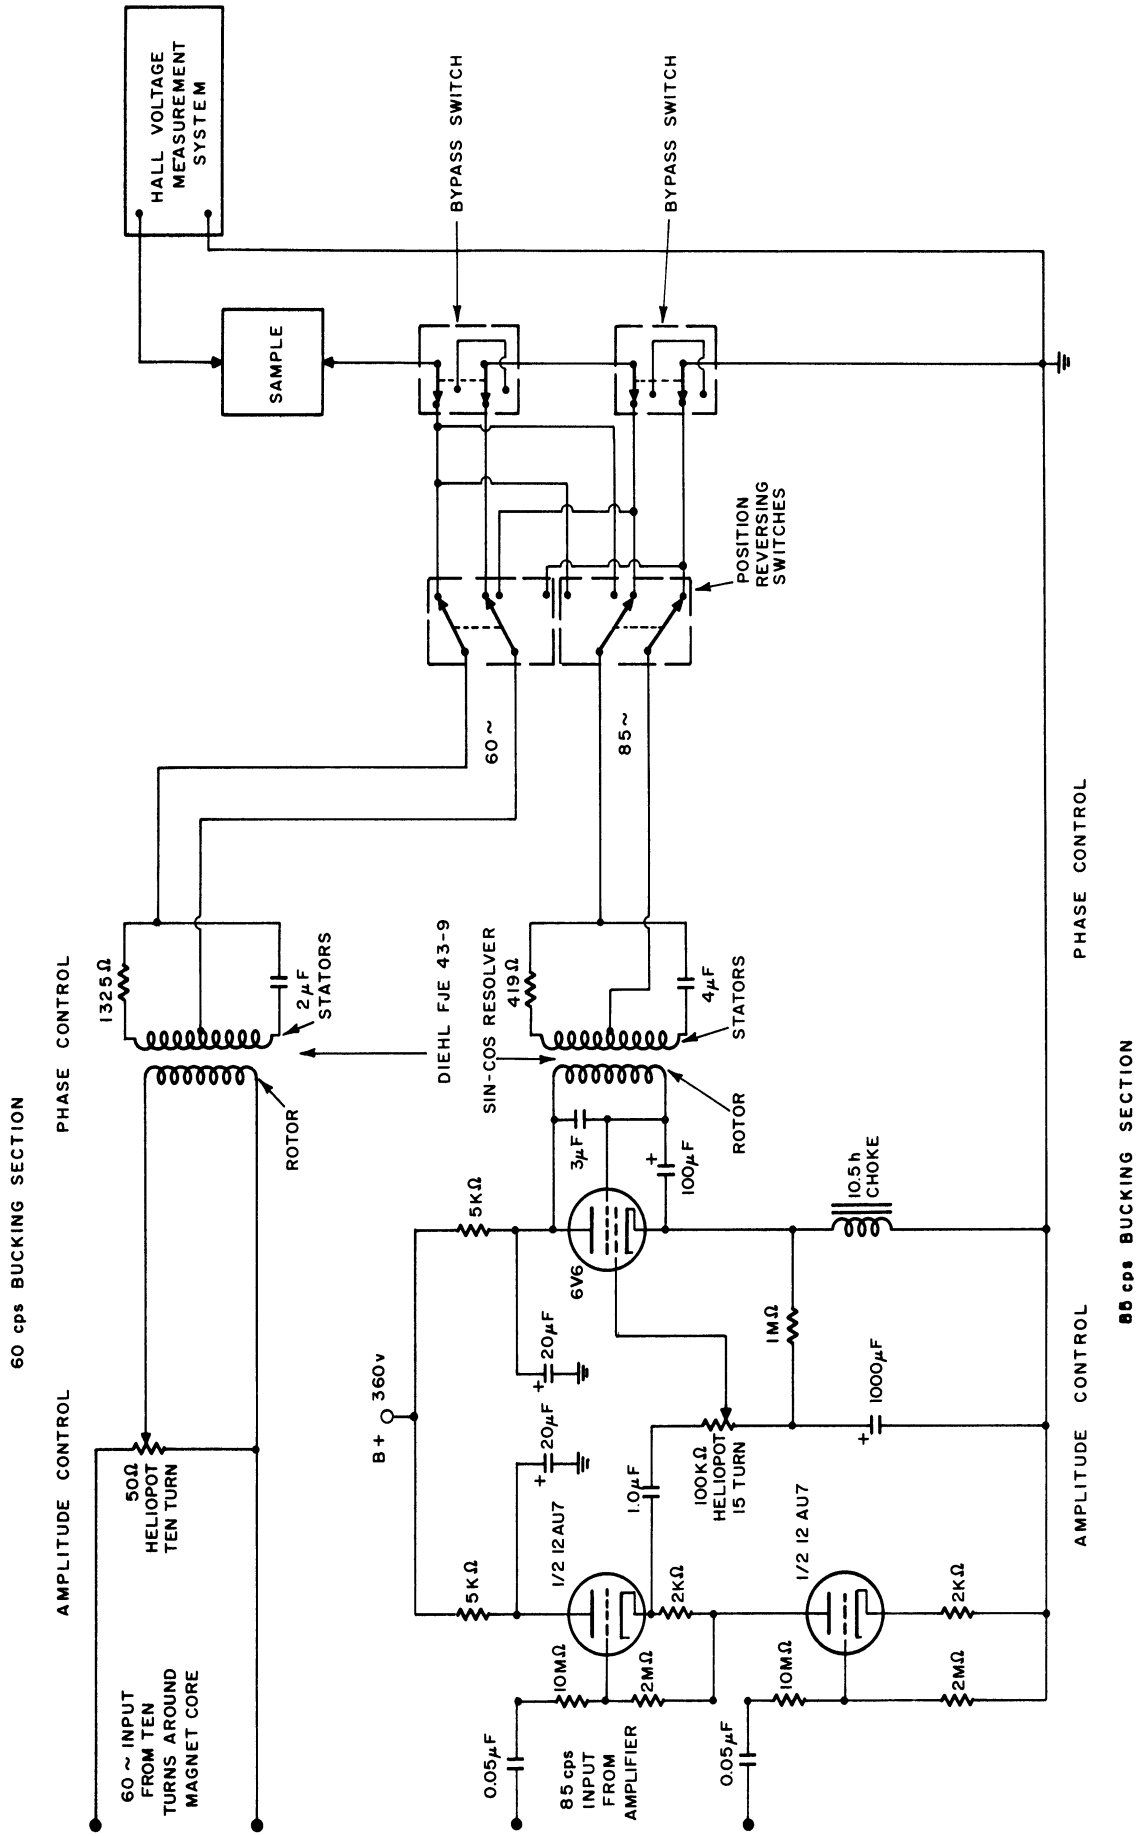 60 cps BUCKING SECTION
AMPLITUDE CONTROL
PHASE CONTROL
60 ~ INPUT
FROM TEN
TURNS AROUND
MAGNET CORE
50Ω
HELIOPOT
TEN TURN
ROTOR
1325Ω
2μF
STATORS
DIEHL FJE 43-9
SIN-COS RESOLVER
60~
85~
HALL VOLTAGE
MEASUREMENT
SYSTEM
SAMPLE
BYPASS SWITCH
BYPASS SWITCH
POSITION
REVERSING
SWITCHES
B+
360v
5KΩ
5KΩ
+
20μF
+
20μF
1/2 12AU7
6V6
3μF
+
100μF
419Ω
4μF
STATORS
ROTOR
0.05μF
10MΩ
2MΩ
2KΩ
1.0μF
100KΩ
HELIOPOT
15 TURN
85 cps
INPUT
FROM
AMPLIFIER
1/2 12 AU7
0.05μF
10MΩ
2MΩ
2KΩ
1MΩ
+
1000μF
10.5h
CHOKE
AMPLITUDE CONTROL
PHASE CONTROL
85 cps BUCKING SECTION